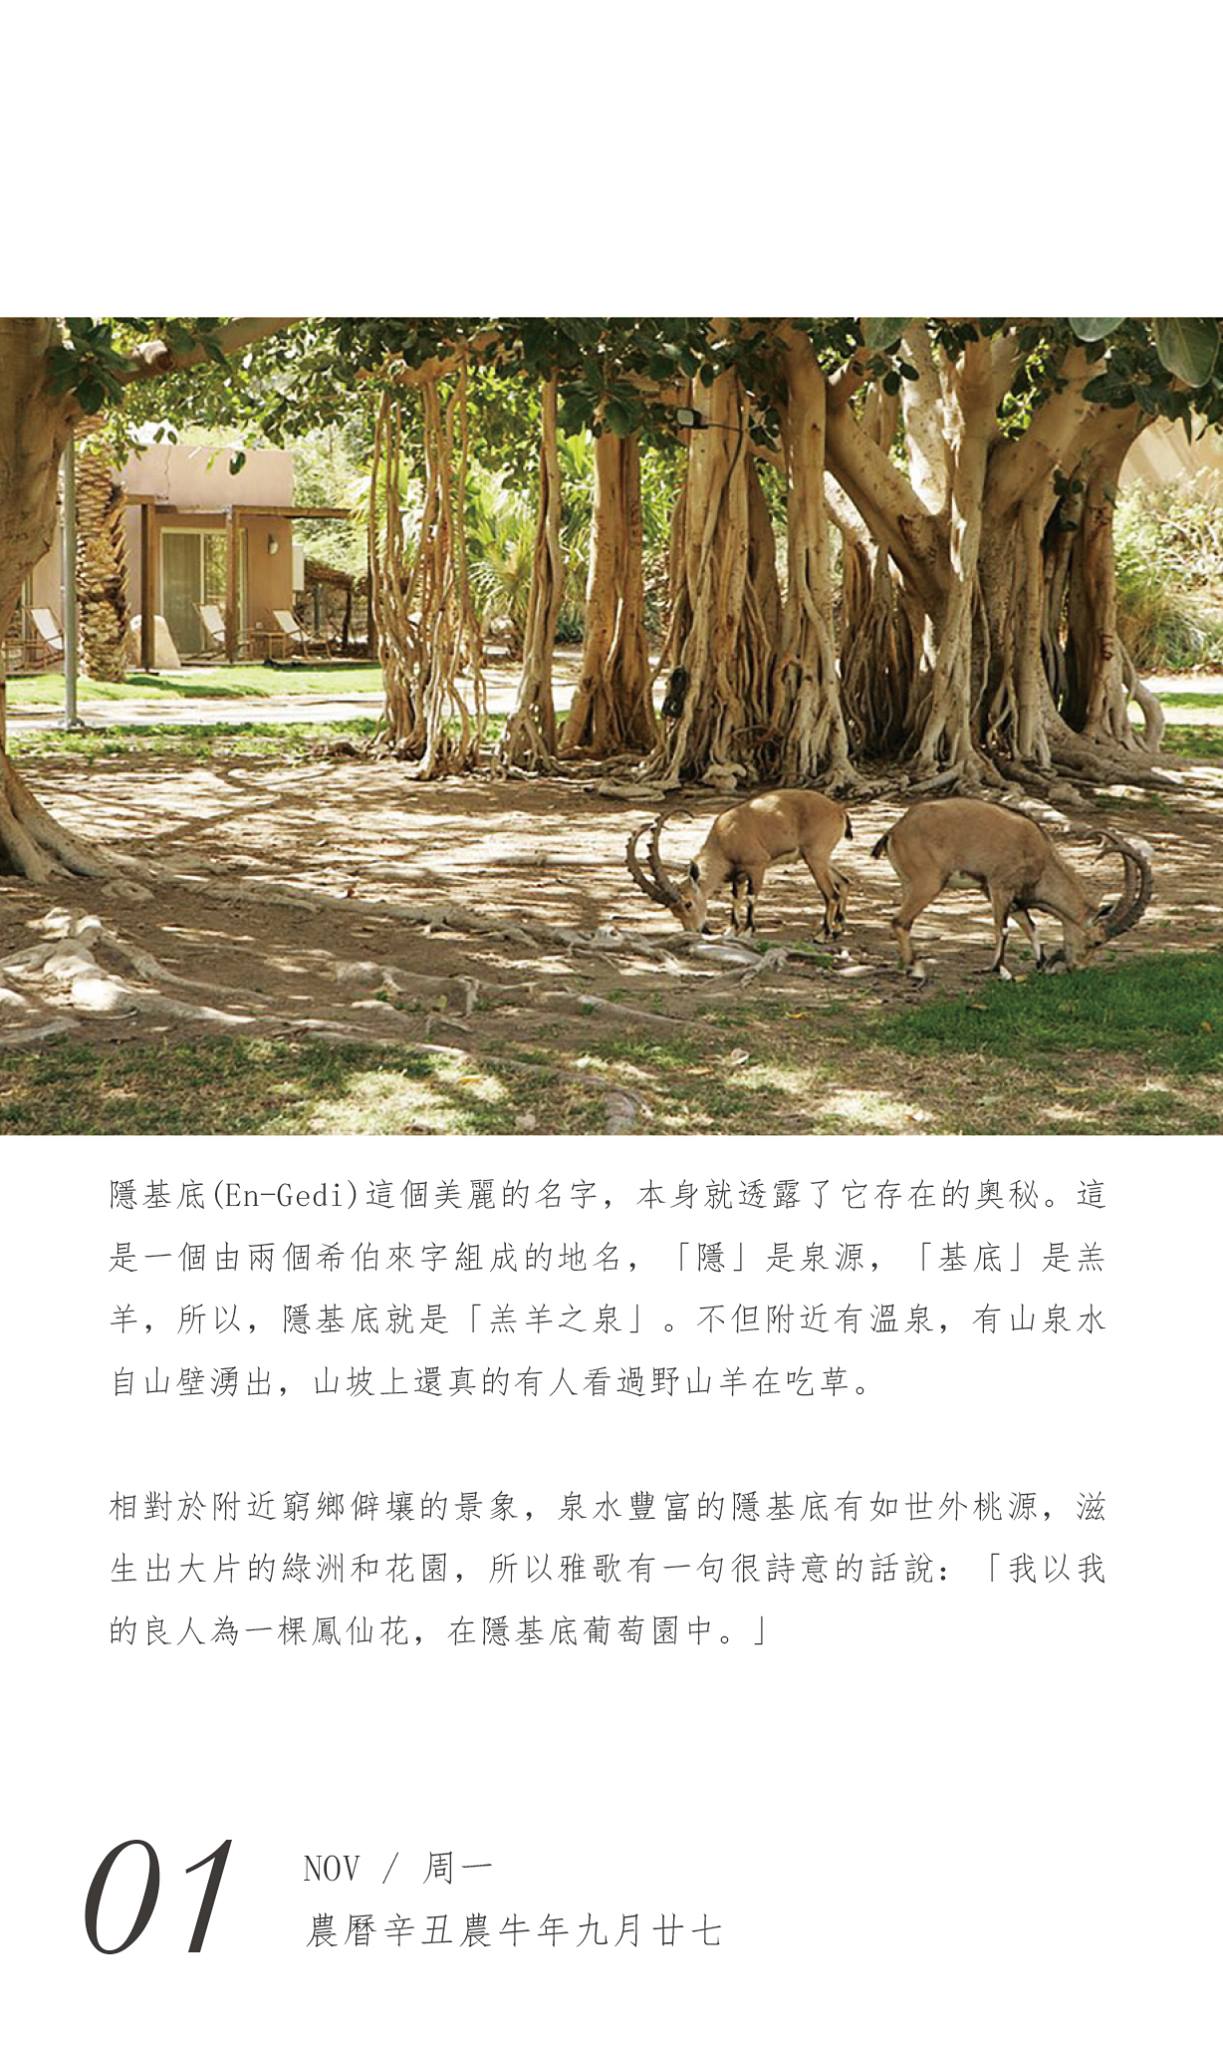 隱基底(En-Gedi)這個美麗的名字，本身就透露了它存在的奧秘。這
是一個由兩個希伯來字組成的地名，「隱」是泉源，「基底」是羔
羊，所以，隱基底就是「羔羊之泉」。不但附近有溫泉，有山泉水
自山壁湧出，山坡上還真的有人看過野山羊在吃草。
相對於附近窮鄉僻壤的景象，泉水豐富的隱基底有如世外桃源，滋
生出大片的綠洲和花園，所以雅歌有一句很詩意的話說：「我以我
的良人為一棵鳳仙花，在隱基底葡萄園中。」
01
NOV / 周一
農曆辛丑農牛年九月廿七